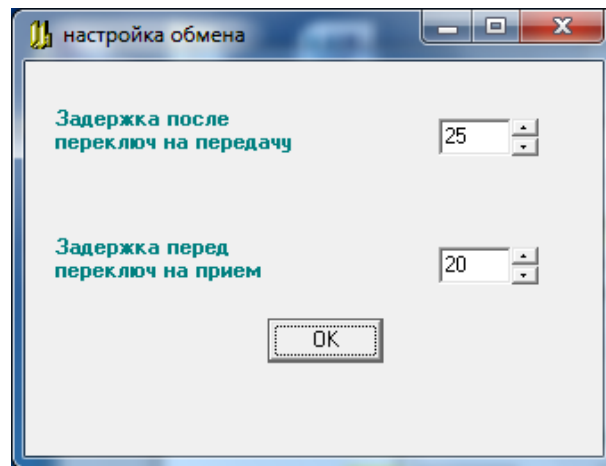 настройка обмена
Задержка после
переключ на передачу
25
Задержка перед
переключ на прием
20
OK